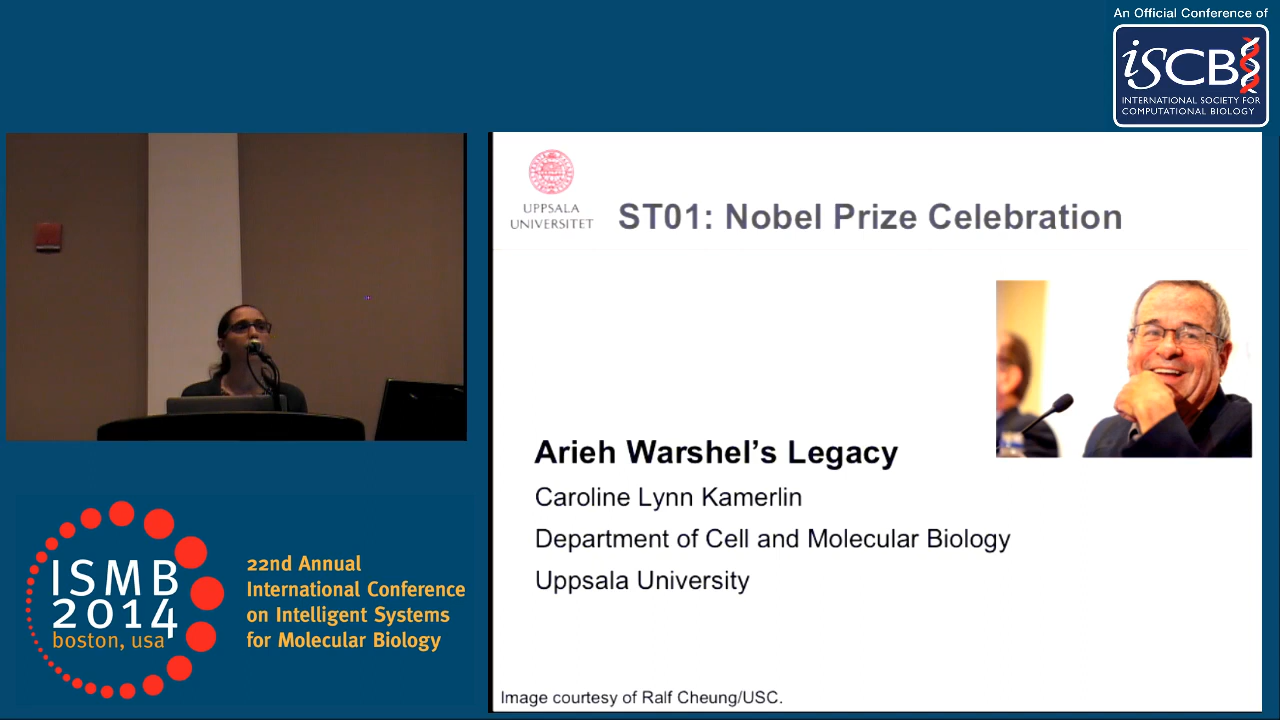 An Official Conference of
iSCB
INTERNATIONAL SOCIETY FOR
COMPUTATIONAL BIOLOGY
UPPSALA
UNIVERSITET
ST01: Nobel Prize Celebration
Arieh Warshel's Legacy
Caroline Lynn Kamerlin
Department of Cell and Molecular Biology
Uppsala University
Image courtesy of Ralf Cheung/USC.
ISMB
2014
boston, usa
22nd Annual
International Conference
on Intelligent Systems
for Molecular Biology